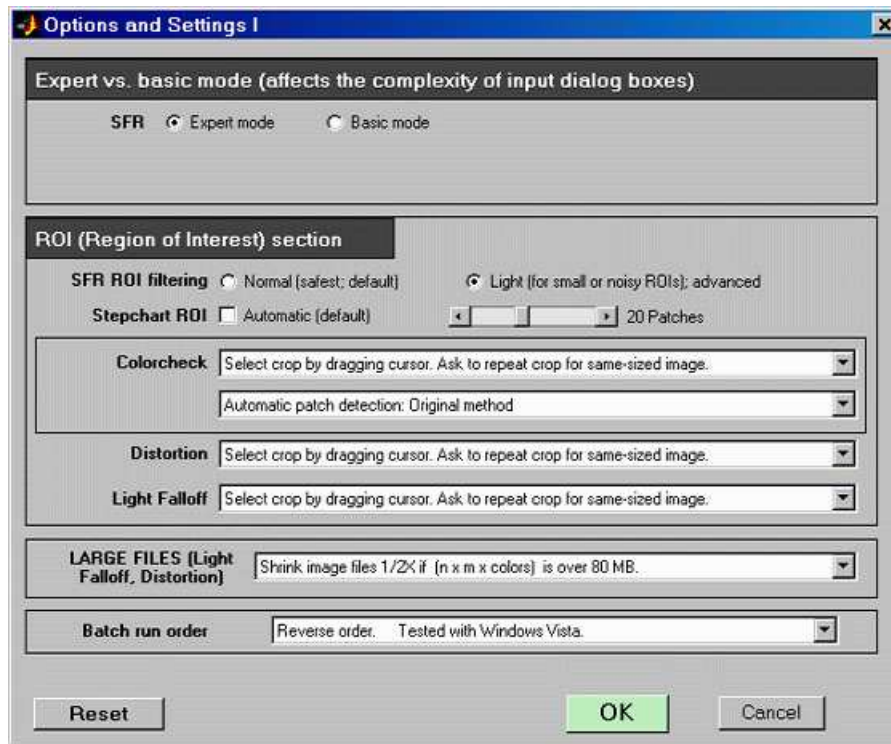 Options and Settings I
Expert vs. basic mode (affects the complexity of input dialog boxes)
SFR Expert mode Basic mode
ROI (Region of Interest) section
SFR ROI filtering Normal (safest; default) Light (for small or noisy ROIs); advanced
Stepchart ROI Automatic (default) 20 Patches
Colorcheck Select crop by dragging cursor. Ask to repeat crop for same-sized image.
Automatic patch detection: Original method
Distortion Select crop by dragging cursor. Ask to repeat crop for same-sized image.
Light Falloff Select crop by dragging cursor. Ask to repeat crop for same-sized image.
LARGE FILES (Light
Falloff, Distortion) Shrink image files 1/2X if (n x m x colors) is over 80 MB.
Batch run order Reverse order. Tested with Windows Vista.
Reset OK Cancel